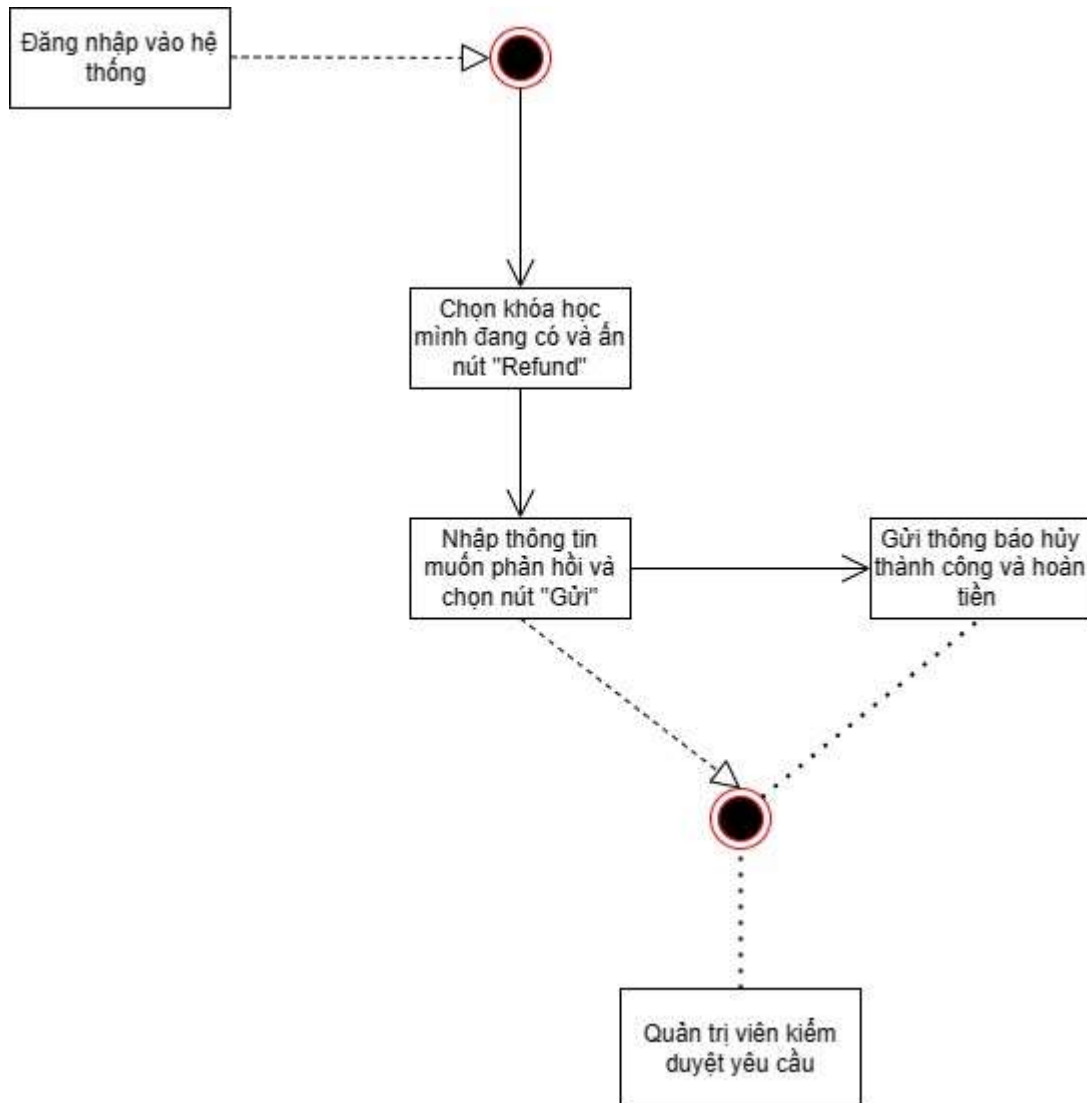 Đăng nhập vào hệ
thống
Chọn khóa học
mình đang có và ấn
nút "Refund"
Nhập thông tin
muốn phản hồi và
chọn nút "Gửi"
Gửi thông báo hủy
thành công và hoàn
tiền
Quản trị viên kiểm
duyệt yêu cầu